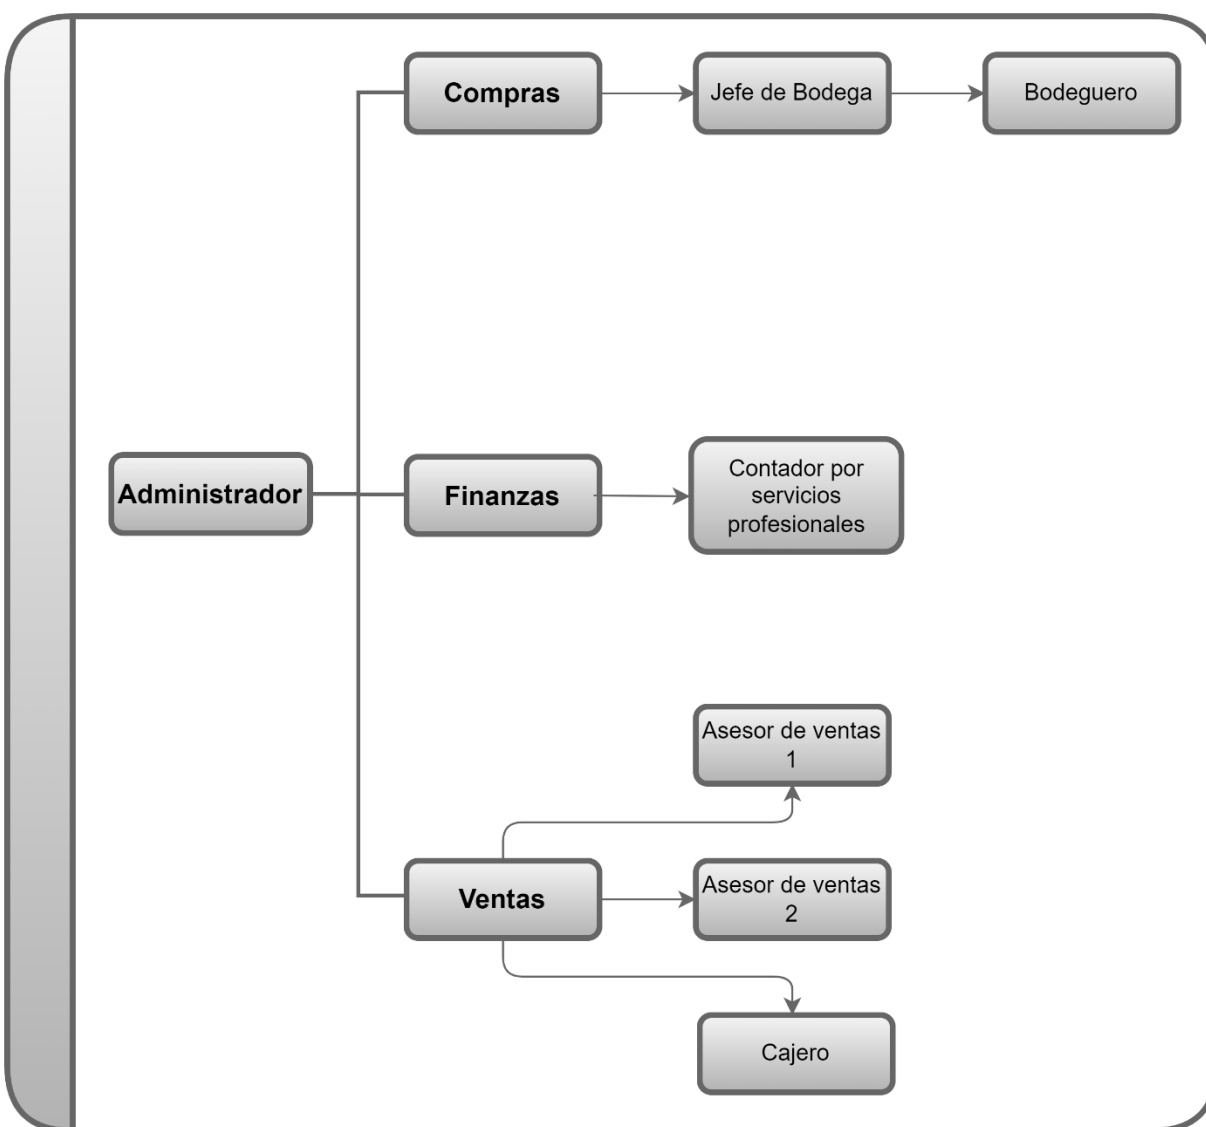 Compras
Jefe de Bodega
Bodeguero
Administrador
Finanzas
Contador por
servicios
profesionales
Asesor de ventas
1
Ventas
Asesor de ventas
2
Cajero